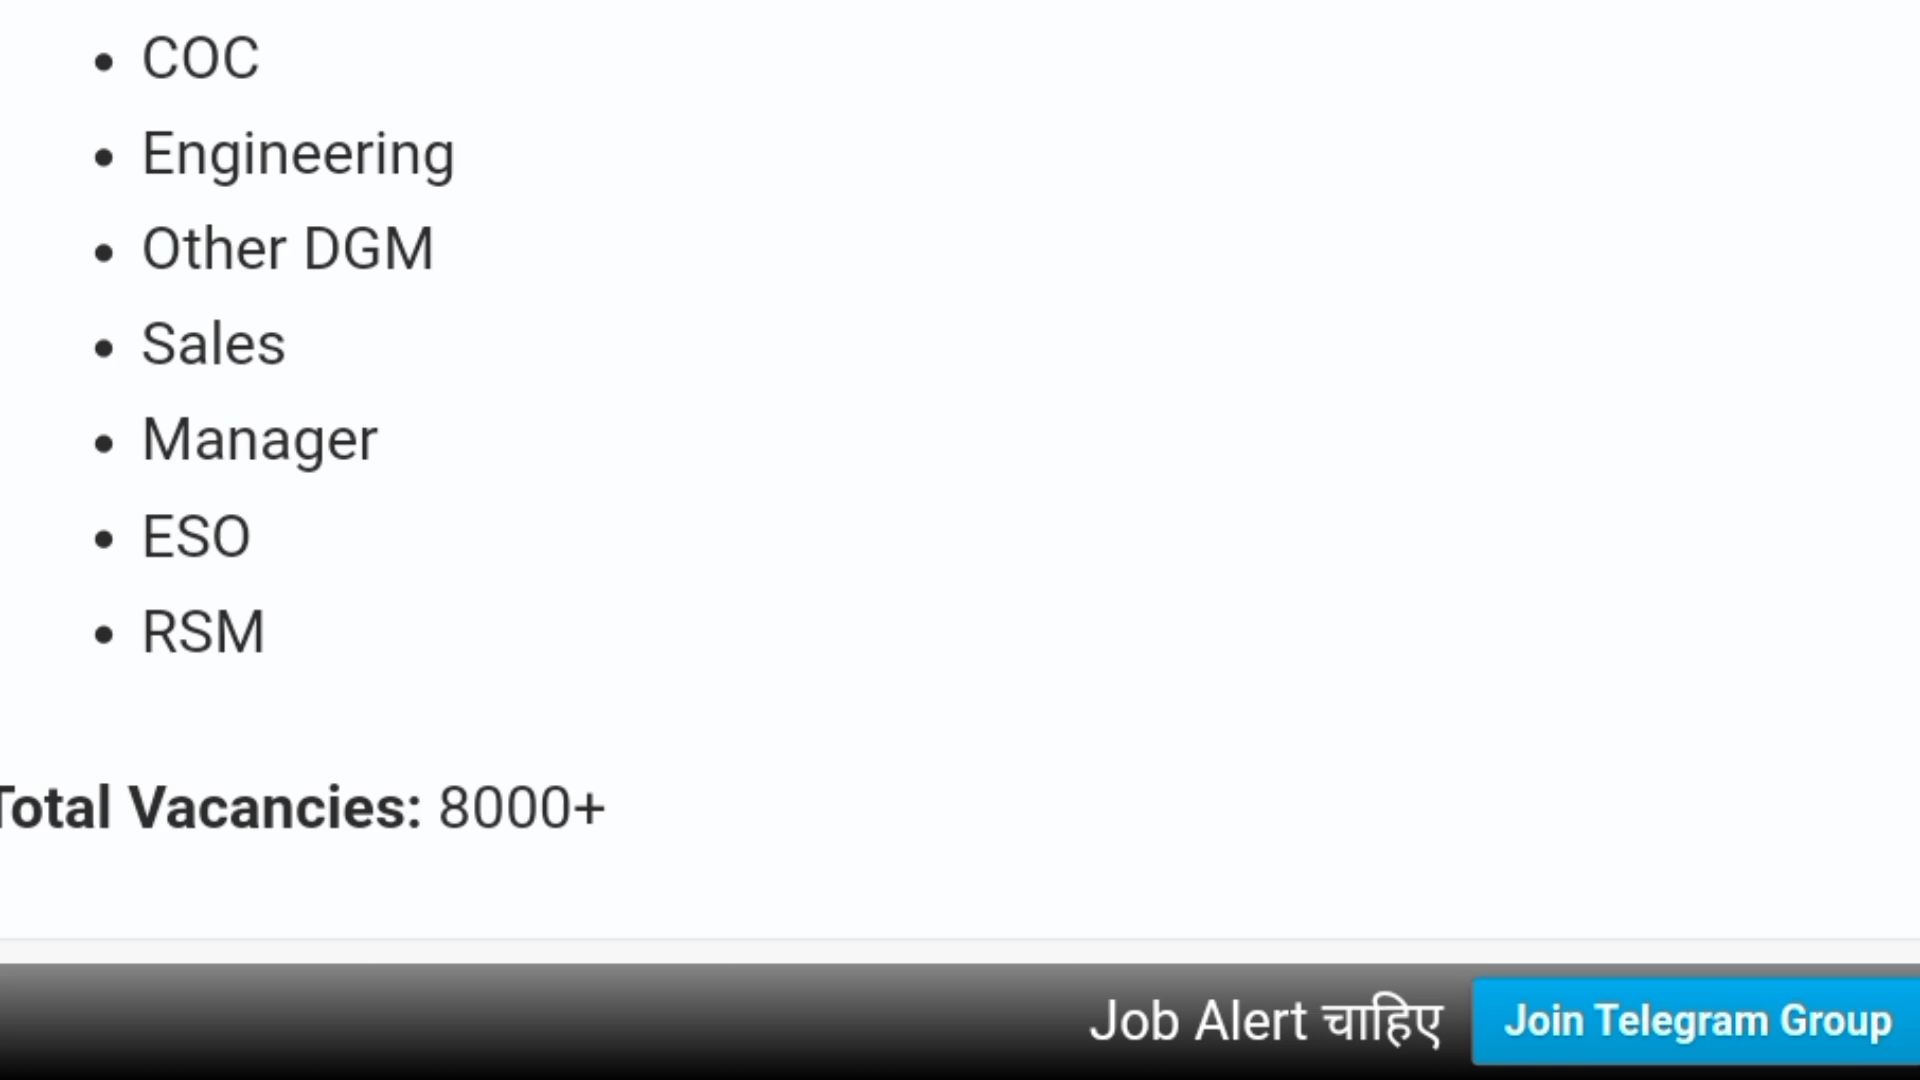 COC
Engineering
Other DGM
Sales
Manager
ESO
RSM
Total Vacancies: 8000+
Job Alert चाहिए Join Telegram Group